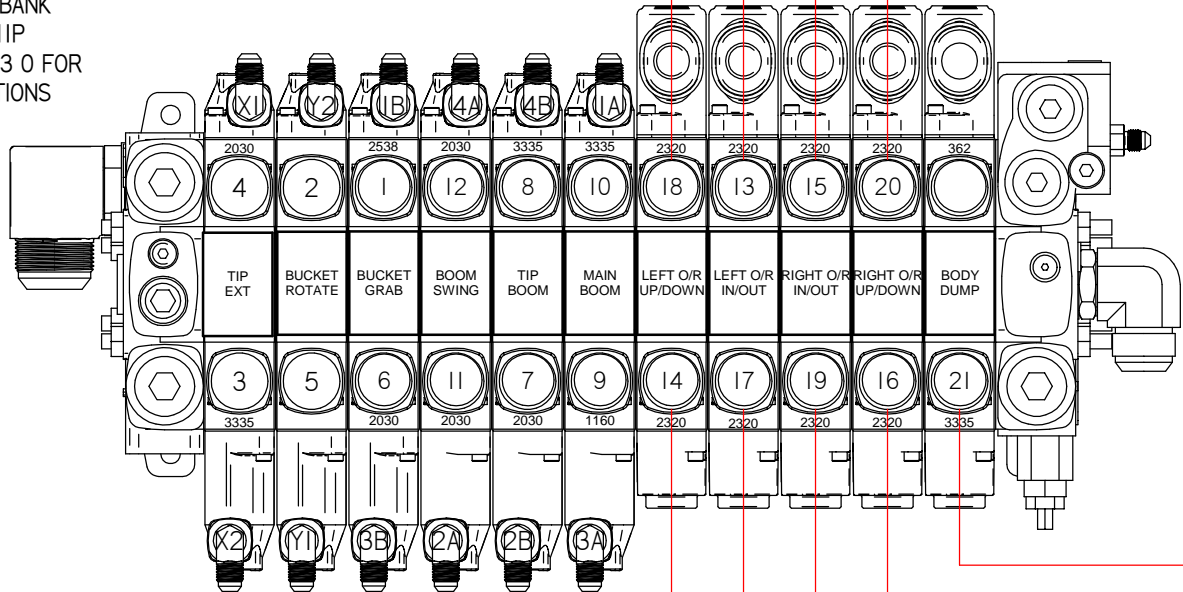 BANK
3 0 FOR
TIONS
X1 Y2 1B 4A 4B 1A
2030 2538 2030 3335 3335 2320 2320 2320 2320 362
4 2 1 12 8 10 18 13 15 20
TIP BUCKET BUCKET BOOM TIP MAIN LEFT O/R LEFT O/R RIGHT O/R RIGHT O/R BODY
EXT ROTATE GRAB SWING BOOM BOOM UP/DOWN IN/OUT IN/OUT UP/DOWN DUMP
3 5 6 11 7 9 14 17 19 16 21
3335 2030 2030 2030 1160 2320 2320 2320 2320 3335
X2 Y1 3B 2A 2B 3A